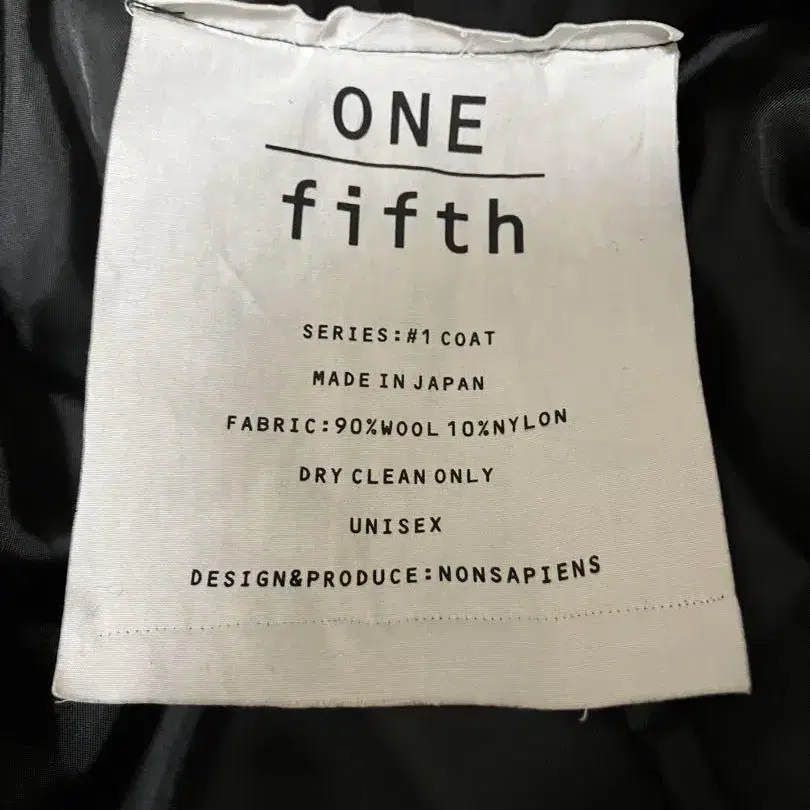 ONE
fifth
SERIES:#1 COAT
MADE IN JAPAN
FABRIC:90%WOOL 10%NYLON
DRY CLEAN ONLY
UNISEX
DESIGN&PRODUCE:NONSAPIENS